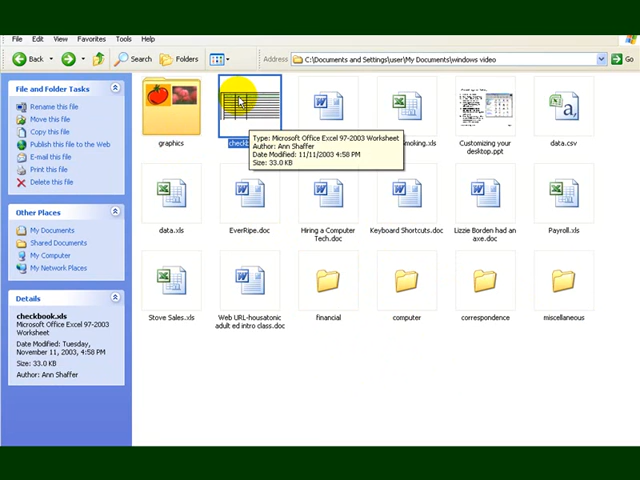 File Edit View Favorites Tools Help
Back Search Folders Address C:\Documents and Settings\user\My Documents\windows video Go
File and Folder Tasks
Rename this file
Move this file
Copy this file
Publish this file to the Web
E-mail this file
Print this file
Delete this file
Other Places
My Documents
Shared Documents
My Computer
My Network Places
Details
checkbook.xls
Microsoft Office Excel 97-2003
Worksheet
Date Modified: Tuesday,
November 11, 2003, 4:58 PM
Size: 33.0 KB
Author: Ann Shaffer
graphics
Type: Microsoft Office Excel 97-2003 Worksheet
Author: Ann Shaffer
Date Modified: 11/11/2003 4:58 PM
Size: 33.0 KB
Customizing your
desktop.ppt
data.csv
data.xls
EverRipe.doc
Hiring a Computer
Tech.doc
Keyboard Shortcuts.doc
Lizzie Borden had an
axe.doc
Payroll.xls
Stove Sales.xls
Web URL-housatonic
adult ed intro class.doc
financial
computer
correspondence
miscellaneous